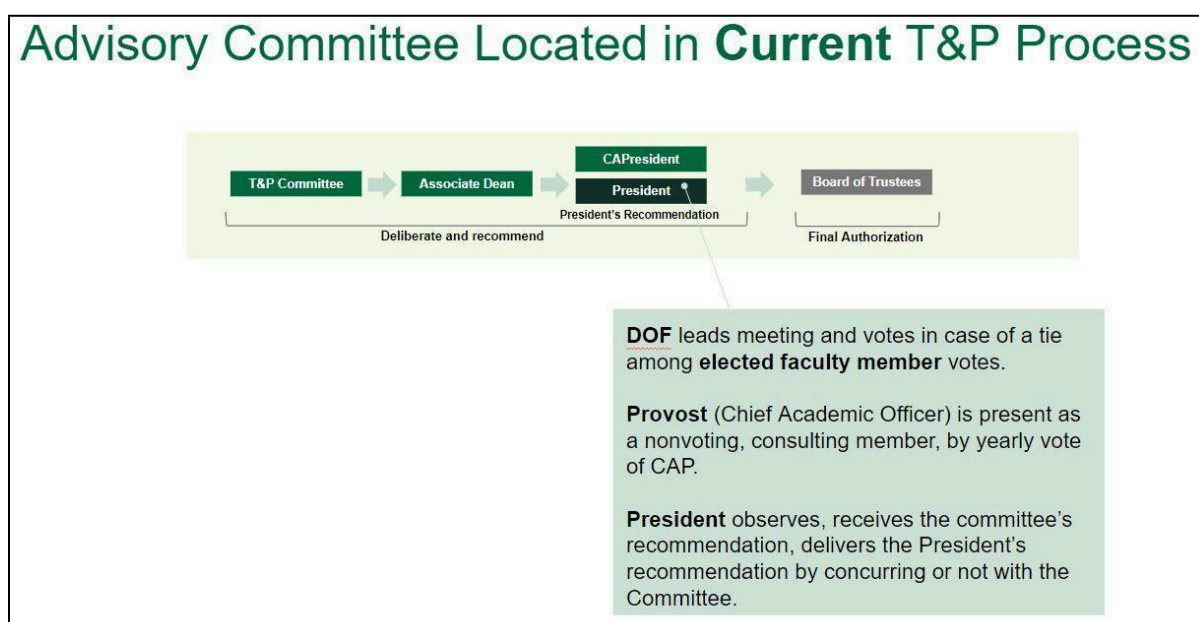 Advisory Committee Located in Current T&P Process
CAPresident
T&P Committee
Associate Dean
President
Board of Trustees
President's Recommendation
Deliberate and recommend
Final Authorization
DOF leads meeting and votes in case of a tie
among elected faculty member votes.
Provost (Chief Academic Officer) is present as
a nonvoting, consulting member, by yearly vote
of CAP.
President observes, receives the committee's
recommendation, delivers the President's
recommendation by concurring or not with the
Committee.